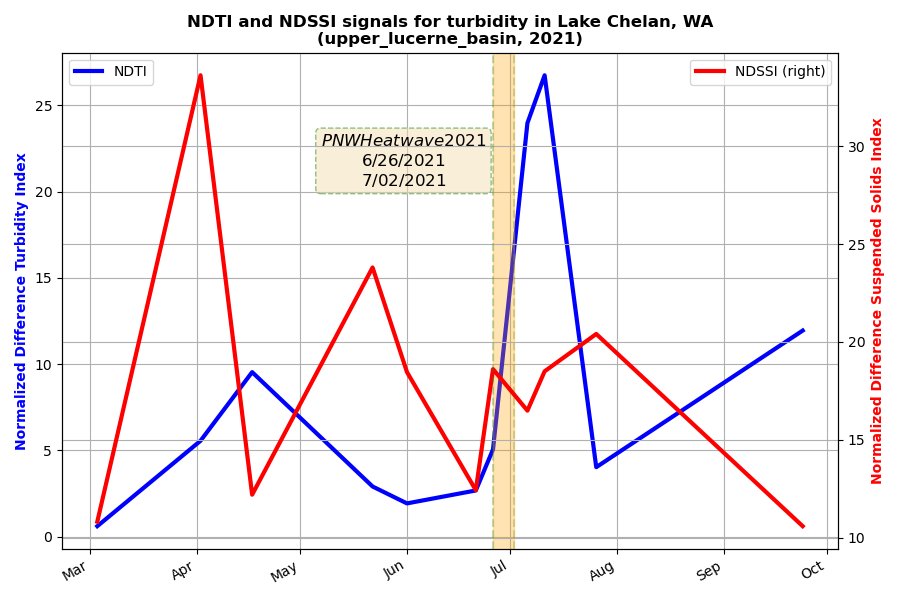 NDTI and NDSSI signals for turbidity in Lake Chelan, WA
(upper_lucerne_basin, 2021)
NDTI
NDSSI (right)
PNWHeatwave2021
6/26/2021
7/02/2021
Normalized Difference Turbidity Index
25
20
15
10
5
0
30
25
20
15
10
Normalized Difference Suspended Solids Index
Mar
Apr
May
Jun
Jul
Aug
Sep
Oct